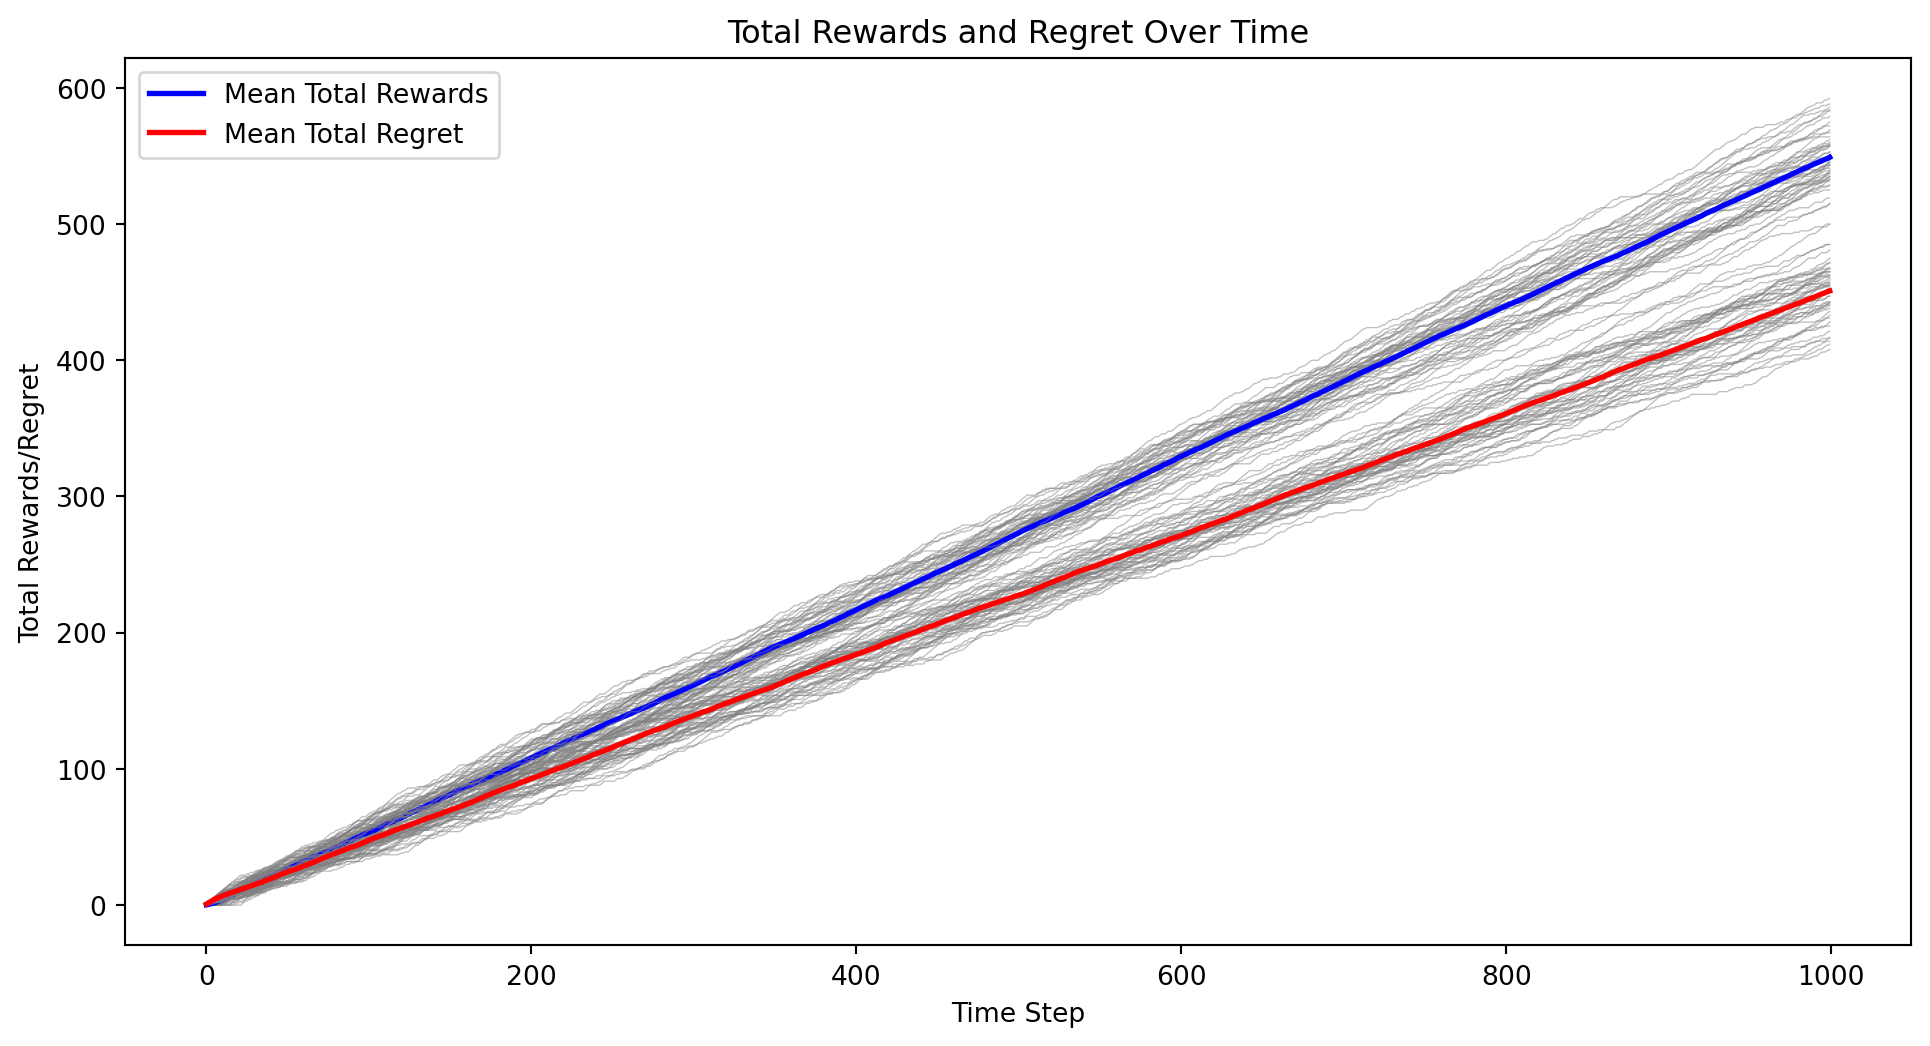 Total Rewards and Regret Over Time
Mean Total Rewards
Mean Total Regret
600
500
400
300
200
100
0
Total Rewards/Regret
0 200 400 600 800 1000
Time Step